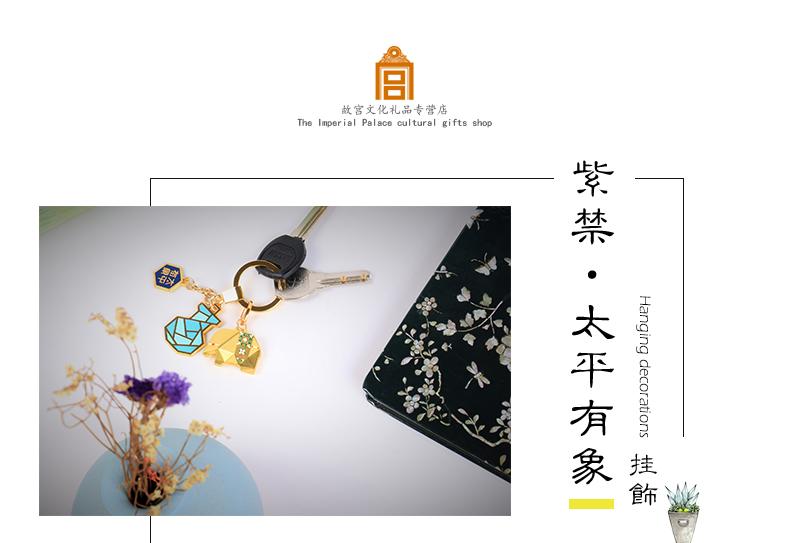 故宫文化礼品专营店
The Imperial Palace cultural gifts shop
紫禁·太平有象
Hanging decorations
挂飾